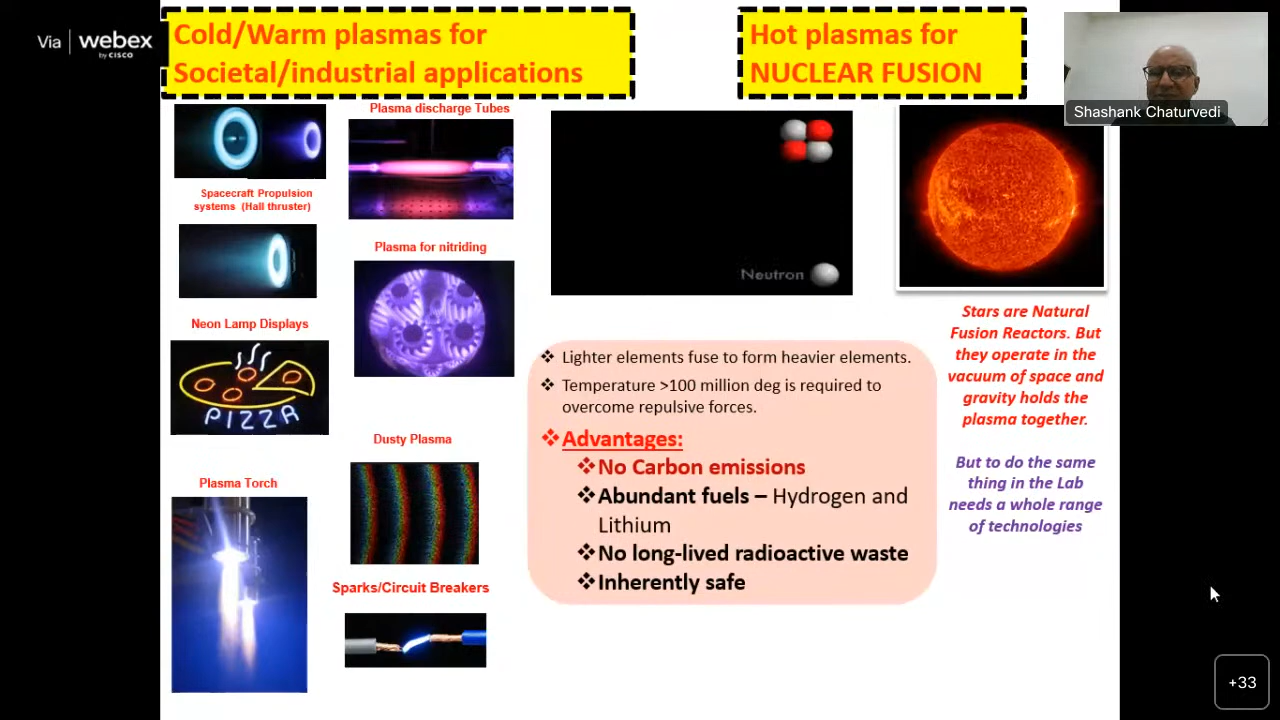 Via webex
by CISCO
Cold/Warm plasmas for
Societal/industrial applications
Hot plasmas for
NUCLEAR FUSION
Shashank Chaturvedi
Plasma discharge Tubes
Spacecraft Propulsion
systems (Hall thruster)
Plasma for nitriding
Neon Lamp Displays
PIZZA
Dusty Plasma
Plasma Torch
Sparks/Circuit Breakers
Neutron
Lighter elements fuse to form heavier elements.
Temperature >100 million deg is required to
overcome repulsive forces.
Advantages:
No Carbon emissions
Abundant fuels – Hydrogen and
Lithium
No long-lived radioactive waste
Inherently safe
Stars are Natural
Fusion Reactors. But
they operate in the
vacuum of space and
gravity holds the
plasma together.
But to do the same
thing in the Lab
needs a whole range
of technologies
+33